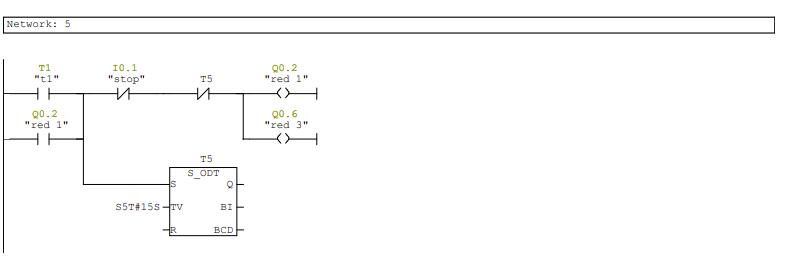 Network: 5
T1 I0.1 Q0.2
"t1" "stop" T5 "red 1"
Q0.2 Q0.6
"red 1" "red 3"
T5
S_ODT
S Q
S5T#15S TV BI
R BCD